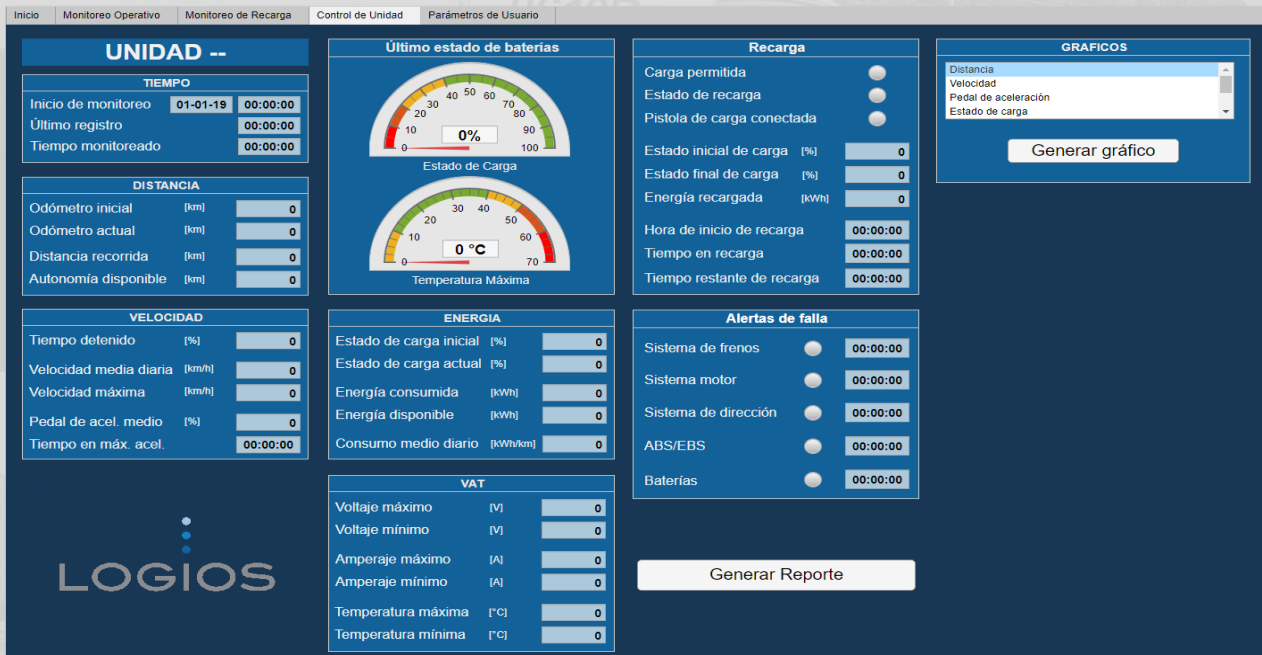 Inicio Monitoreo Operativo Monitoreo de Recarga Control de Unidad Parámetros de Usuario
UNIDAD --
TIEMPO
Inicio de monitoreo 01-01-19 00:00:00
Último registro 00:00:00
Tiempo monitoreado 00:00:00
DISTANCIA
Odómetro inicial [km] 0
Odómetro actual [km] 0
Distancia recorrida [km] 0
Autonomía disponible [km] 0
VELOCIDAD
Tiempo detenido [%] 0
Velocidad media diaria [km/h] 0
Velocidad máxima [km/h] 0
Pedal de acel. medio [%] 0
Tiempo en máx. acel. 00:00:00
LOGIOS
Último estado de baterias
0 10 20 30 40 50 60 70 80 90 100
0%
Estado de Carga
0 10 20 30 40 50 60 70
0 °C
Temperatura Máxima
ENERGIA
Estado de carga inicial [%] 0
Estado de carga actual [%] 0
Energía consumida [kWh] 0
Energía disponible [kWh] 0
Consumo medio diario [kWh/km] 0
VAT
Voltaje máximo [V] 0
Voltaje mínimo [V] 0
Amperaje máximo [A] 0
Amperaje mínimo [A] 0
Temperatura máxima [°C] 0
Temperatura mínima [°C] 0
Recarga
Carga permitida
Estado de recarga
Pistola de carga conectada
Estado inicial de carga [%] 0
Estado final de carga [%] 0
Energía recargada [kWh] 0
Hora de inicio de recarga 00:00:00
Tiempo en recarga 00:00:00
Tiempo restante de recarga 00:00:00
Alertas de falla
Sistema de frenos 00:00:00
Sistema motor 00:00:00
Sistema de dirección 00:00:00
ABS/EBS 00:00:00
Baterías 00:00:00
Generar Reporte
GRAFICOS
Distancia
Velocidad
Pedal de aceleración
Estado de carga
Generar gráfico